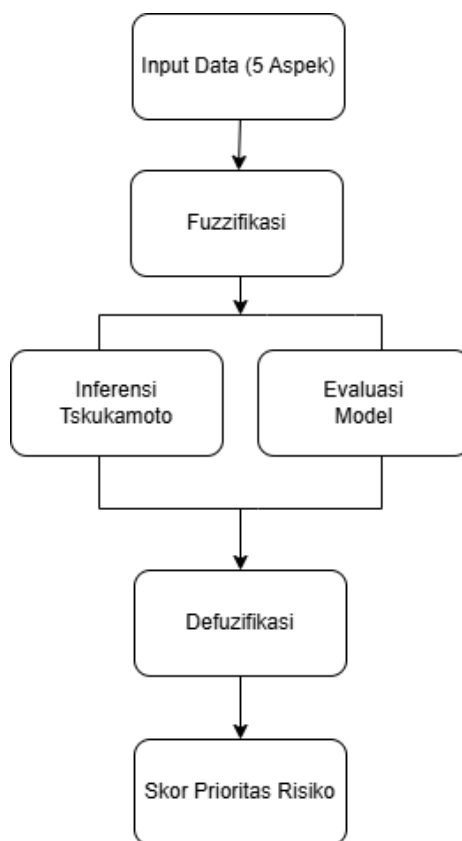 Input Data (5 Aspek)
Fuzzifikasi
Inferensi
Tskukamoto
Evaluasi
Model
Defuzifikasi
Skor Prioritas Risiko